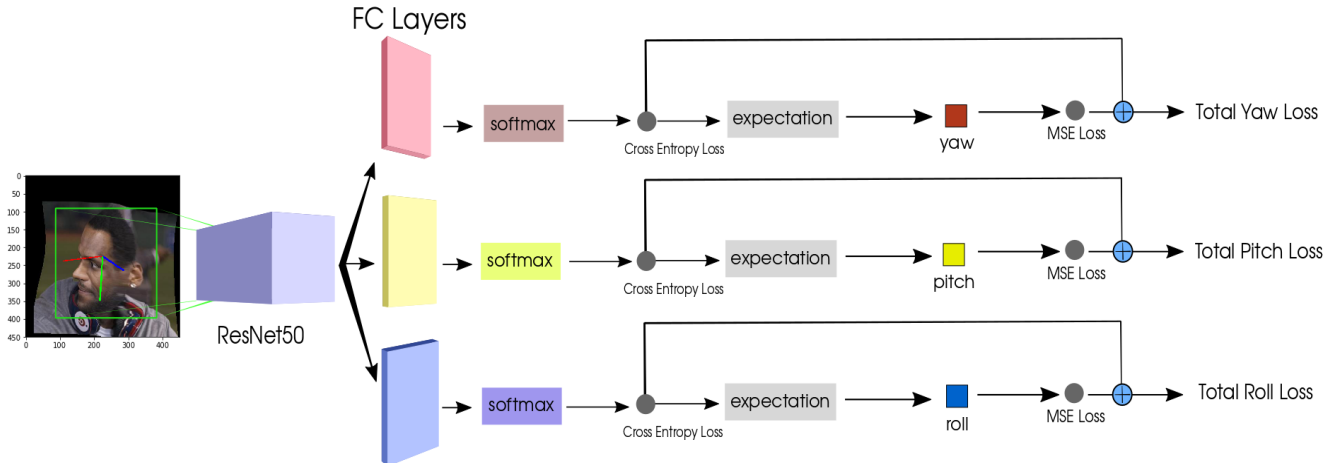 FC Layers
softmax
Cross Entropy Loss
expectation
yaw
MSE Loss
Total Yaw Loss
0
50
100
150
200
250
300
350
400
450
0
100
200
300
400
ResNet50
softmax
Cross Entropy Loss
expectation
pitch
MSE Loss
Total Pitch Loss
softmax
Cross Entropy Loss
expectation
roll
MSE Loss
Total Roll Loss